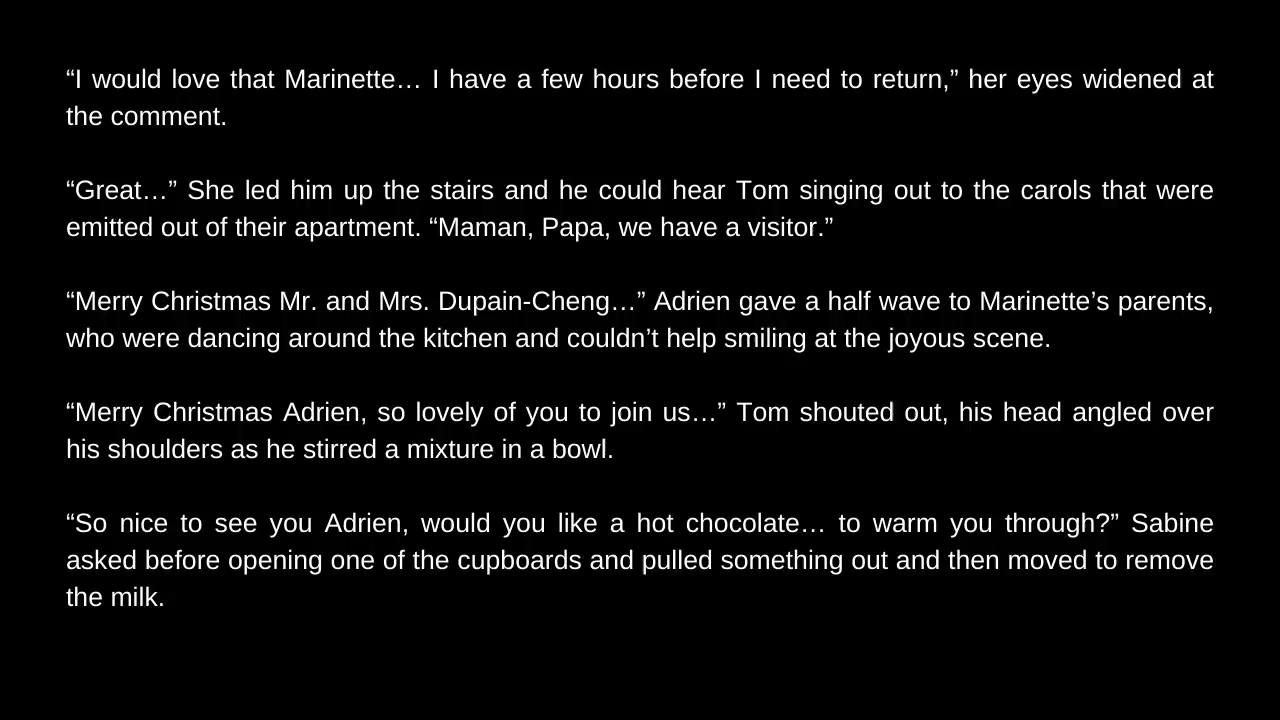 “I would love that Marinette… I have a few hours before I need to return,” her eyes widened at
the comment.
“Great…” She led him up the stairs and he could hear Tom singing out to the carols that were
emitted out of their apartment. “Maman, Papa, we have a visitor.”
“Merry Christmas Mr. and Mrs. Dupain-Cheng…” Adrien gave a half wave to Marinette’s parents,
who were dancing around the kitchen and couldn’t help smiling at the joyous scene.
“Merry Christmas Adrien, so lovely of you to join us…” Tom shouted out, his head angled over
his shoulders as he stirred a mixture in a bowl.
“So nice to see you Adrien, would you like a hot chocolate… to warm you through?” Sabine
asked before opening one of the cupboards and pulled something out and then moved to remove
the milk.